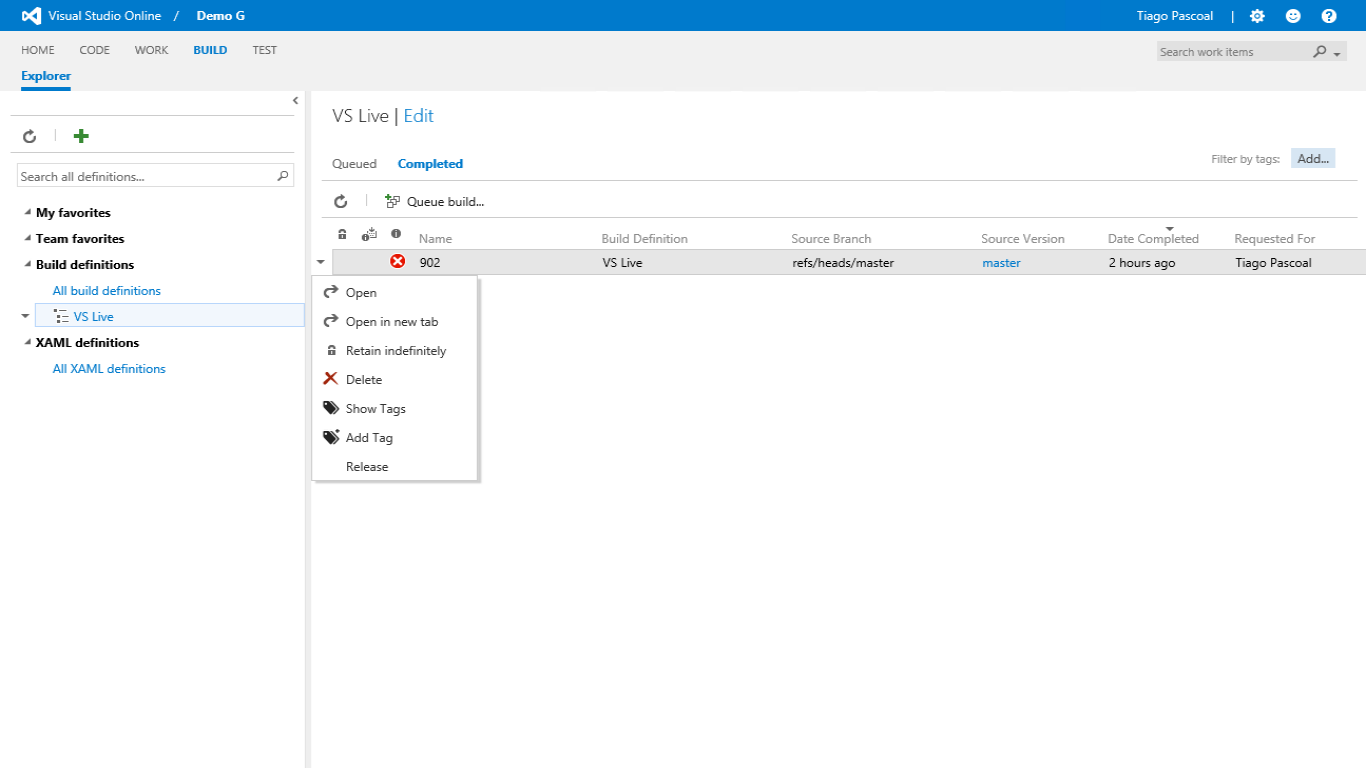 Visual Studio Online / Demo G
Tiago Pascoal |
HOME CODE WORK BUILD TEST
Search work items
Explorer
VS Live | Edit
Queued Completed
Filter by tags: Add...
Search all definitions...
Queue build...
My favorites
Team favorites
Build definitions
All build definitions
VS Live
XAML definitions
All XAML definitions
Name Build Definition Source Branch Source Version Date Completed Requested For
902 VS Live refs/heads/master master 2 hours ago Tiago Pascoal
Open
Open in new tab
Retain indefinitely
Delete
Show Tags
Add Tag
Release